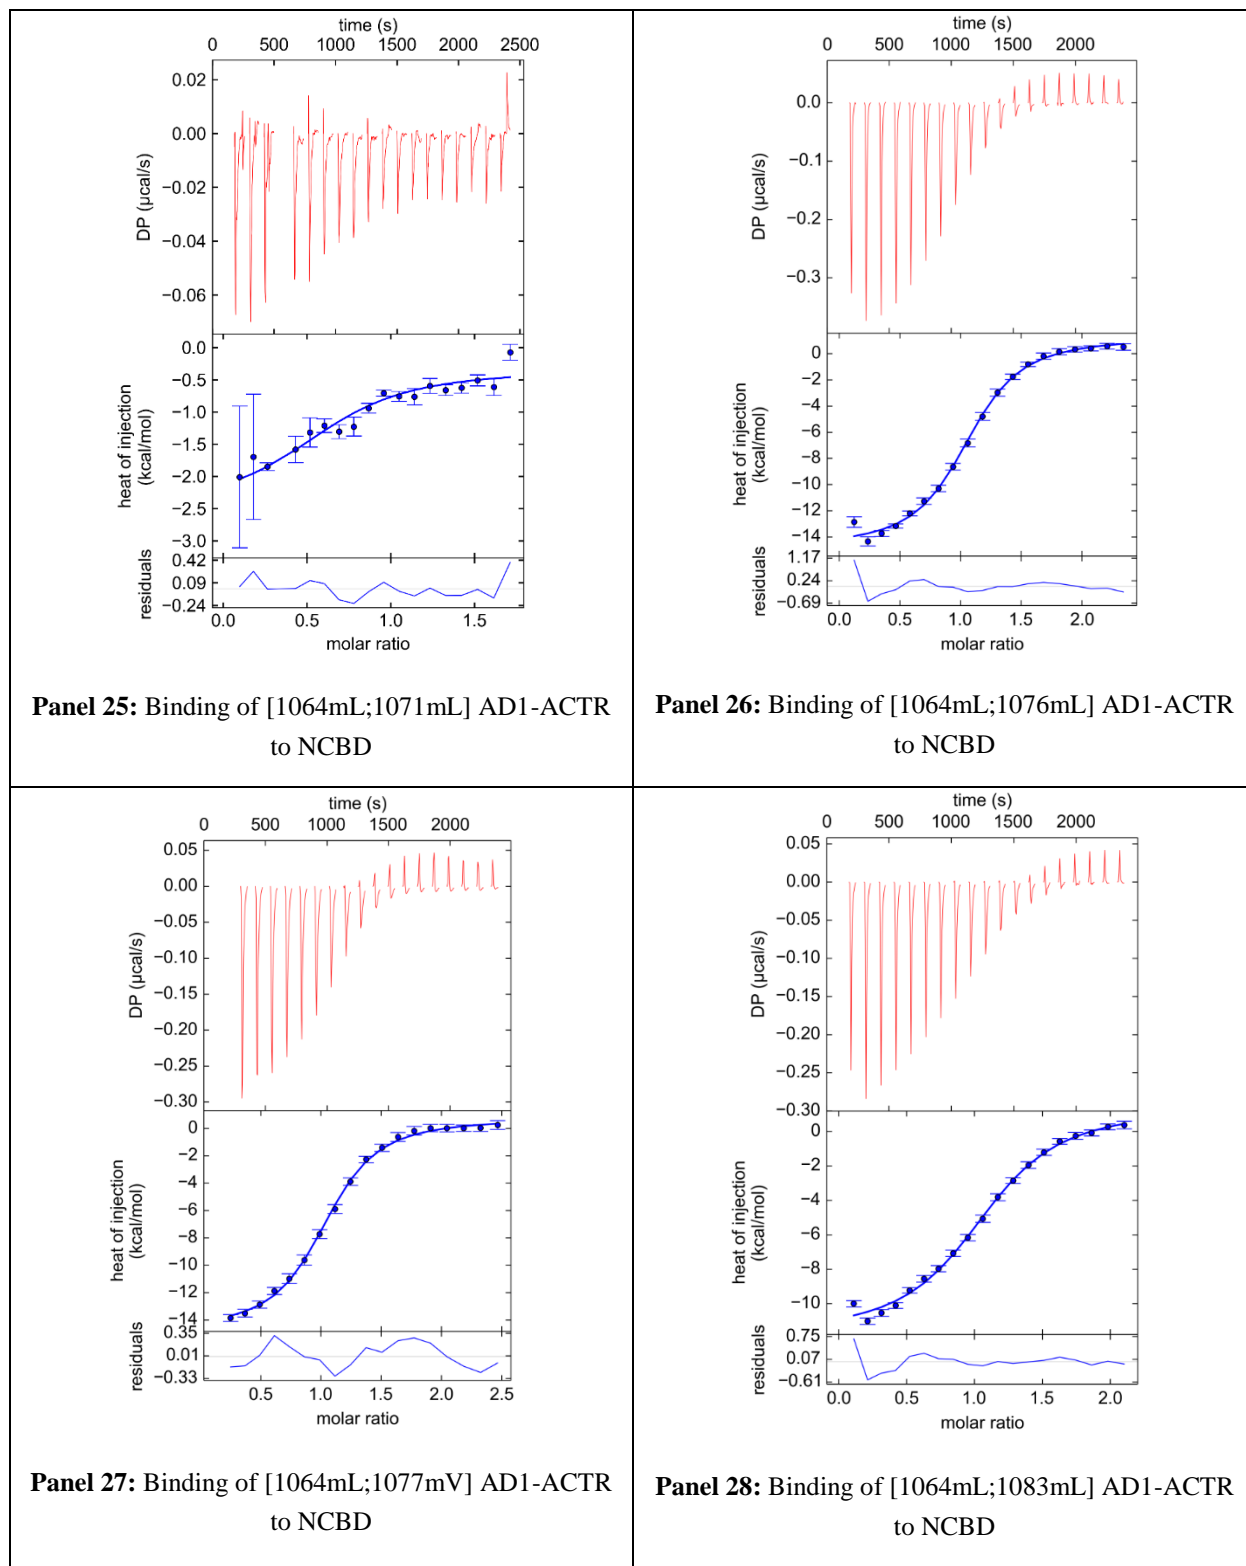 time (s)
0 500 1000 1500 2000 2500
0.02
0.00
−0.02
−0.04
−0.06
DP (µcal/s)
0.0
−0.5
−1.0
−1.5
−2.0
−2.5
−3.0
heat of injection
(kcal/mol)
0.42
0.09
−0.24
residuals
0.0 0.5 1.0 1.5
molar ratio
Panel 25: Binding of [1064mL;1071mL] AD1-ACTR
to NCBD
time (s)
0 500 1000 1500 2000
0.0
−0.1
−0.2
−0.3
DP (µcal/s)
0
−2
−4
−6
−8
−10
−12
−14
heat of injection
(kcal/mol)
1.17
0.24
−0.69
residuals
0.0 0.5 1.0 1.5 2.0
molar ratio
Panel 26: Binding of [1064mL;1076mL] AD1-ACTR
to NCBD
time (s)
0 500 1000 1500 2000
0.05
0.00
−0.05
−0.10
−0.15
−0.20
−0.25
−0.30
DP (µcal/s)
0
−2
−4
−6
−8
−10
−12
−14
heat of injection
(kcal/mol)
0.35
0.01
−0.33
residuals
0.5 1.0 1.5 2.0 2.5
molar ratio
Panel 27: Binding of [1064mL;1077mV] AD1-ACTR
to NCBD
time (s)
0 500 1000 1500 2000
0.05
0.00
−0.05
−0.10
−0.15
−0.20
−0.25
−0.30
DP (µcal/s)
0
−2
−4
−6
−8
−10
heat of injection
(kcal/mol)
0.75
0.07
−0.61
residuals
0.0 0.5 1.0 1.5 2.0
molar ratio
Panel 28: Binding of [1064mL;1083mL] AD1-ACTR
to NCBD